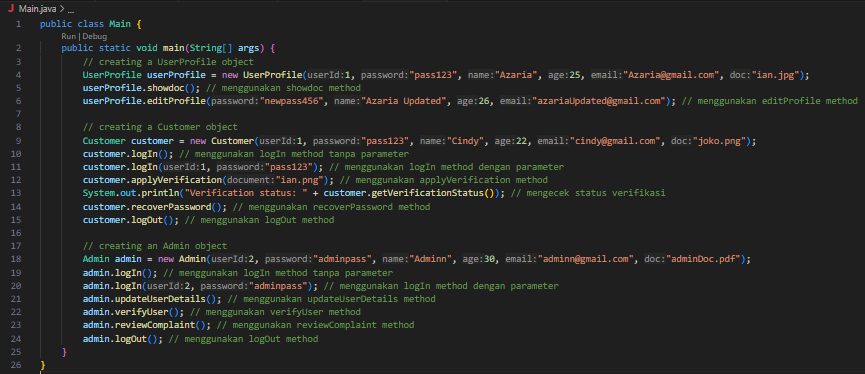 J Main.java > ...
1 public class Main {
Run | Debug
2 public static void main(String[] args) {
3 // creating a UserProfile object
4 UserProfile userProfile = new UserProfile(userId:1, password:"pass123", name:"Azaria", age:25, email:"Azaria@gmail.com", doc:"ian.jpg");
5 userProfile.showdoc(); // menggunakan showdoc method
6 userProfile.editProfile(password:"newpass456", name:"Azaria Updated", age:26, email:"azariaUpdated@gmail.com"); // menggunakan editProfile method
7
8 // creating a Customer object
9 Customer customer = new Customer(userId:1, password:"pass123", name:"Cindy", age:22, email:"cindy@gmail.com", doc:"joko.png");
10 customer.logIn(); // menggunakan logIn method tanpa parameter
11 customer.logIn(userId:1, password:"pass123"); // menggunakan logIn method dengan parameter
12 customer.applyVerification(document:"ian.png"); // menggunakan applyVerification method
13 System.out.println("Verification status: " + customer.getVerificationStatus()); // mengecek status verifikasi
14 customer.recoverPassword(); // menggunakan recoverPassword method
15 customer.logOut(); // menggunakan logOut method
16
17 // creating an Admin object
18 Admin admin = new Admin(userId:2, password:"adminpass", name:"Adminn", age:30, email:"adminn@gmail.com", doc:"adminDoc.pdf");
19 admin.logIn(); // menggunakan logIn method tanpa parameter
20 admin.logIn(userId:2, password:"adminpass"); // menggunakan logIn method dengan parameter
21 admin.updateUserDetails(); // menggunakan updateUserDetails method
22 admin.verifyUser(); // menggunakan verifyUser method
23 admin.reviewComplaint(); // menggunakan reviewComplaint method
24 admin.logOut(); // menggunakan logOut method
25 }
26 }